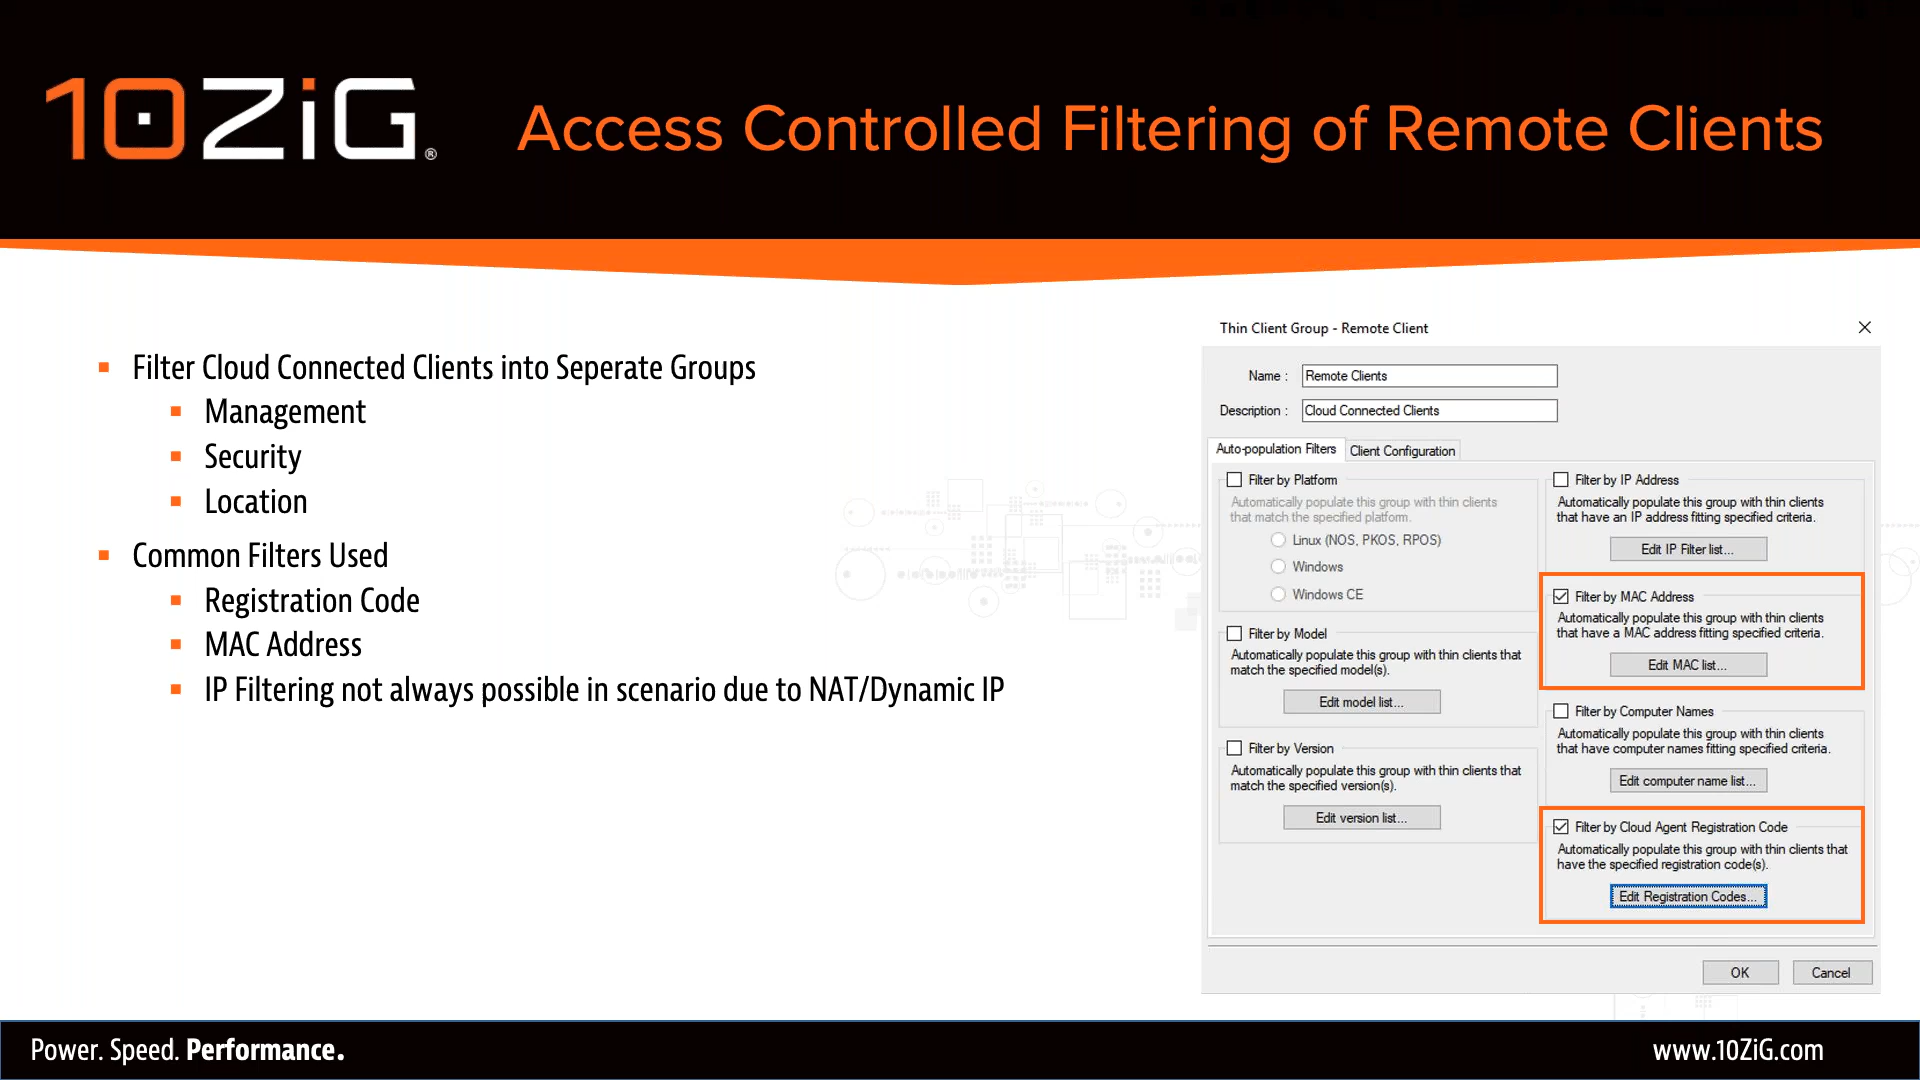 10ZiG®
Access Controlled Filtering of Remote Clients
Filter Cloud Connected Clients into Seperate Groups
Management
Security
Location
Common Filters Used
Registration Code
MAC Address
IP Filtering not always possible in scenario due to NAT/Dynamic IP
Thin Client Group - Remote Client
Name : Remote Clients
Description : Cloud Connected Clients
Auto-population Filters Client Configuration
Filter by Platform
Automatically populate this group with thin clients
that match the specified platform.
Linux (NOS, PKOS, RPOS)
Windows
Windows CE
Filter by Model
Automatically populate this group with thin clients that
match the specified model(s).
Edit model list...
Filter by Version
Automatically populate this group with thin clients that
match the specified version(s).
Edit version list...
Filter by IP Address
Automatically populate this group with thin clients
that have an IP address fitting specified criteria.
Edit IP Filter list...
Filter by MAC Address
Automatically populate this group with thin clients
that have a MAC address fitting specified criteria.
Edit MAC list...
Filter by Computer Names
Automatically populate this group with thin clients
that have computer names fitting specified criteria.
Edit computer name list...
Filter by Cloud Agent Registration Code
Automatically populate this group with thin clients that
have the specified registration code(s).
Edit Registration Codes...
OK Cancel
Power. Speed. Performance.
www.10ZiG.com